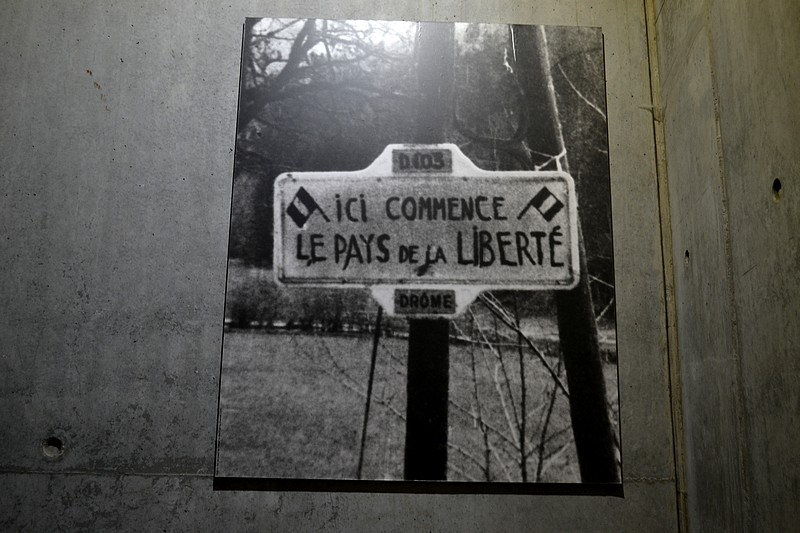 D.103
iCi COMMENCE
LE PAYS DE LA LiBERTÉ
DRÔME